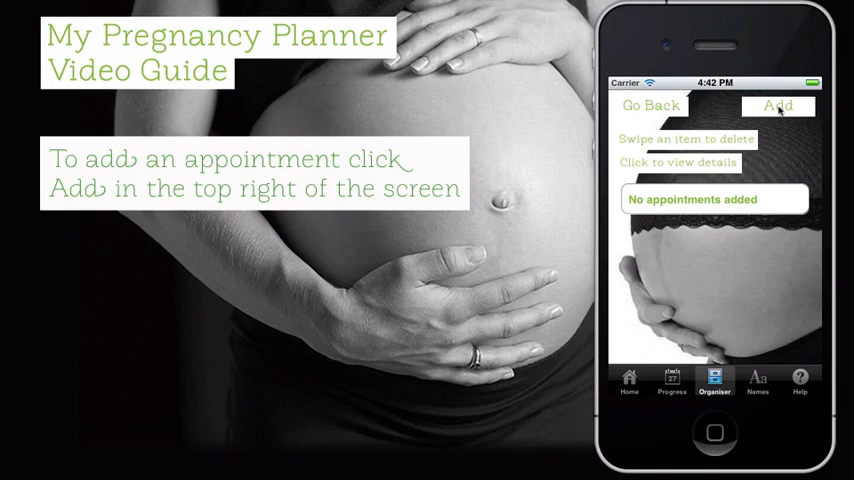 My Pregnancy Planner
Video Guide
To add an appointment click
Add in the top right of the screen
Carrier
4:42 PM
Go Back
Add
Swipe an item to delete
Click to view details
No appointments added
27
Home
Progress
Organiser
Aa
Names
?
Help